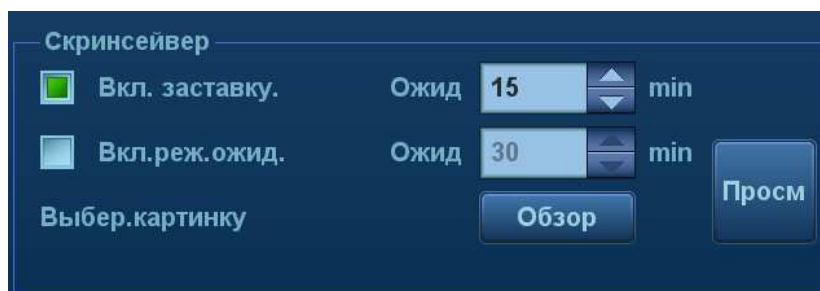 Скринсейвер
Вкл. заставку. Ожид 15 min
Вкл.реж.ожид. Ожид 30 min
Просм
Выбер.картинку Обзор